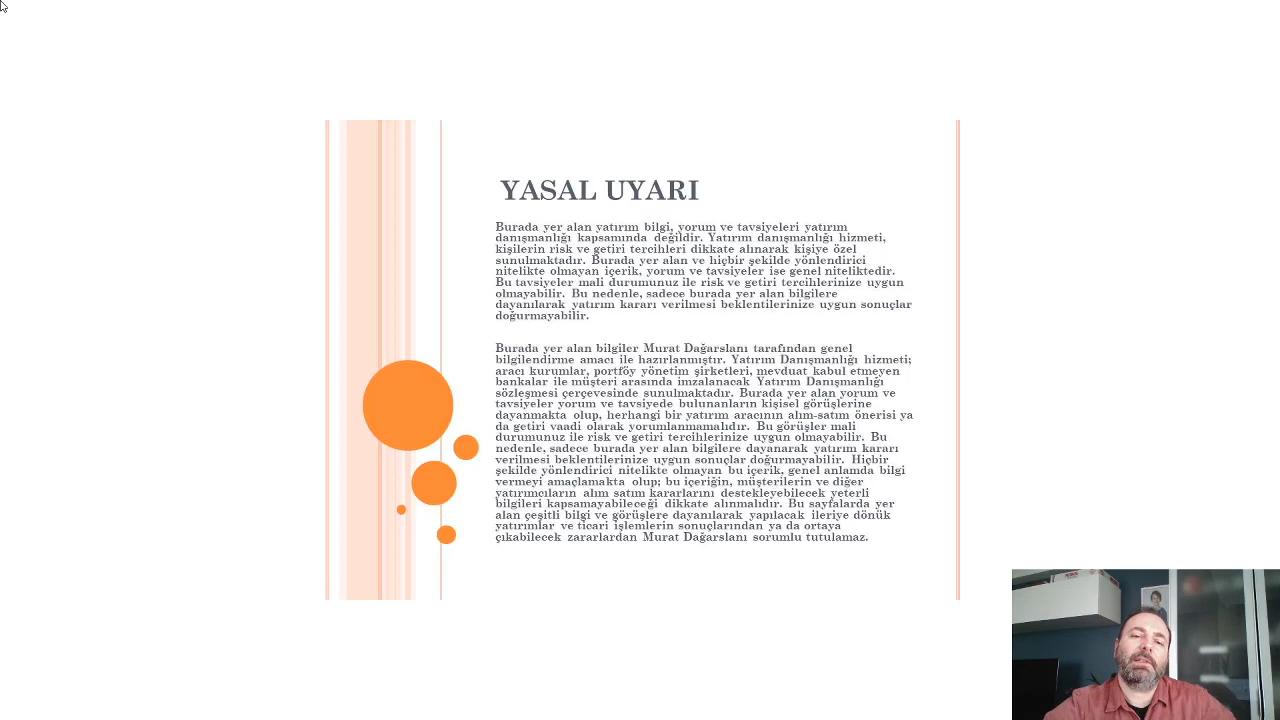 YASAL UYARI
Burada yer alan yatırım bilgi, yorum ve tavsiyeleri yatırım
danışmanlığı kapsamında değildir. Yatırım danışmanlığı hizmeti,
kişilerin risk ve getiri tercihleri dikkate alınarak kişiye özel
sunulmaktadır. Burada yer alan ve hiçbir şekilde yönlendirici
nitelikte olmayan içerik, yorum ve tavsiyeler ise genel niteliktedir.
Bu tavsiyeler mali durumunuz ile risk ve getiri tercihlerinize uygun
olmayabilir. Bu nedenle, sadece burada yer alan bilgilere
dayanılarak yatırım kararı verilmesi beklentilerinize uygun sonuçlar
doğurmayabilir.
Burada yer alan bilgiler Murat Dağarslanı tarafından genel
bilgilendirme amacı ile hazırlanmıştır. Yatırım Danışmanlığı hizmeti;
aracı kurumlar, portföy yönetim şirketleri, mevduat kabul etmeyen
bankalar ile müşteri arasında imzalanacak Yatırım Danışmanlığı
sözleşmesi çerçevesinde sunulmaktadır. Burada yer alan yorum ve
tavsiyeler yorum ve tavsiyede bulunanların kişisel görüşlerine
dayanmakta olup, herhangi bir yatırım aracının alım-satım önerisi ya
da getiri vaadi olarak yorumlanmamalıdır. Bu görüşler mali
durumunuz ile risk ve getiri tercihlerinize uygun olmayabilir. Bu
nedenle, sadece burada yer alan bilgilere dayanarak yatırım kararı
verilmesi beklentilerinize uygun sonuçlar doğurmayabilir. Hiçbir
şekilde yönlendirici nitelikte olmayan bu içerik, genel anlamda bilgi
vermeyi amaçlamakta olup; bu içeriğin, müşterilerin ve diğer
yatırımcıların alım satım kararlarını destekleyebilecek yeterli
bilgileri kapsamayabileceği dikkate alınmalıdır. Bu sayfalarda yer
alan çeşitli bilgi ve görüşlere dayanılarak yapılacak ileriye dönük
yatırımlar ve ticari işlemlerin sonuçlarından ya da ortaya
çıkabilecek zararlardan Murat Dağarslanı sorumlu tutulamaz.